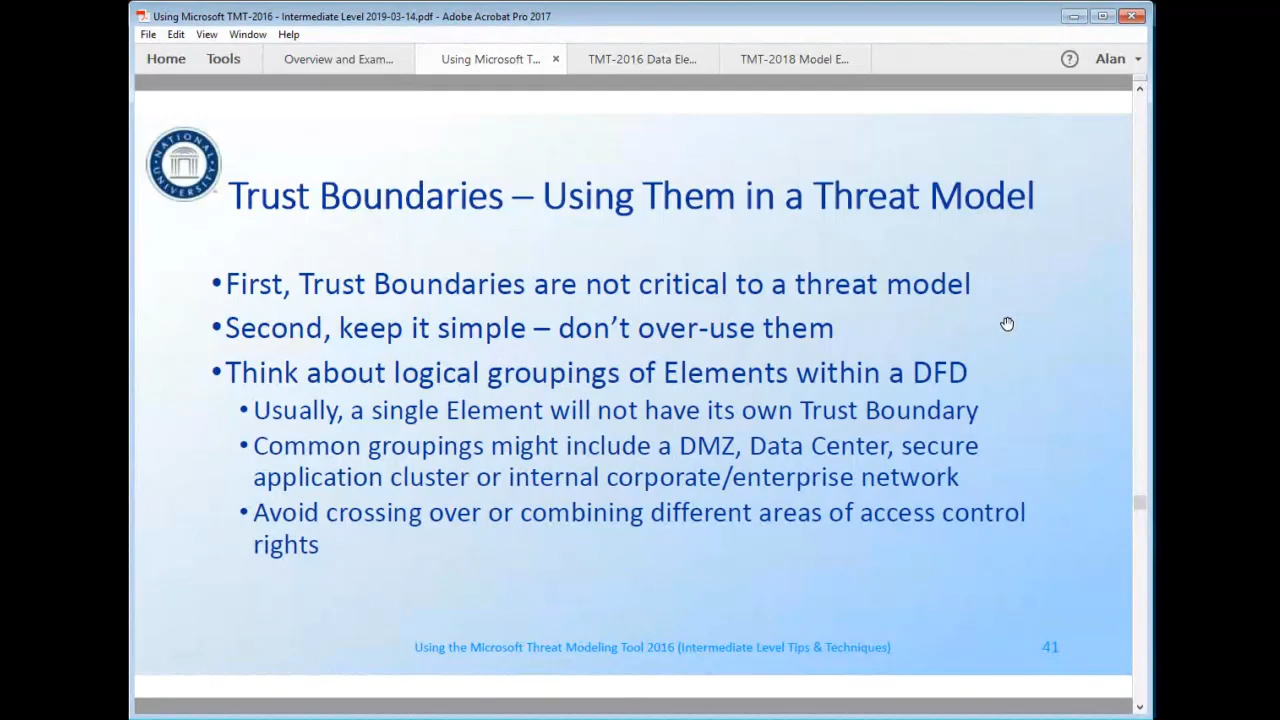 Using Microsoft TMT-2016 - Intermediate Level 2019-03-14.pdf - Adobe Acrobat Pro 2017
File Edit View Window Help
Home Tools Overview and Exam... Using Microsoft T... × TMT-2016 Data Ele... TMT-2018 Model E... ? Alan
NATIONAL UNIVERSITY
Trust Boundaries – Using Them in a Threat Model
•First, Trust Boundaries are not critical to a threat model
•Second, keep it simple – don’t over-use them
•Think about logical groupings of Elements within a DFD
•Usually, a single Element will not have its own Trust Boundary
•Common groupings might include a DMZ, Data Center, secure
application cluster or internal corporate/enterprise network
•Avoid crossing over or combining different areas of access control
rights
Using the Microsoft Threat Modeling Tool 2016 (Intermediate Level Tips & Techniques) 41